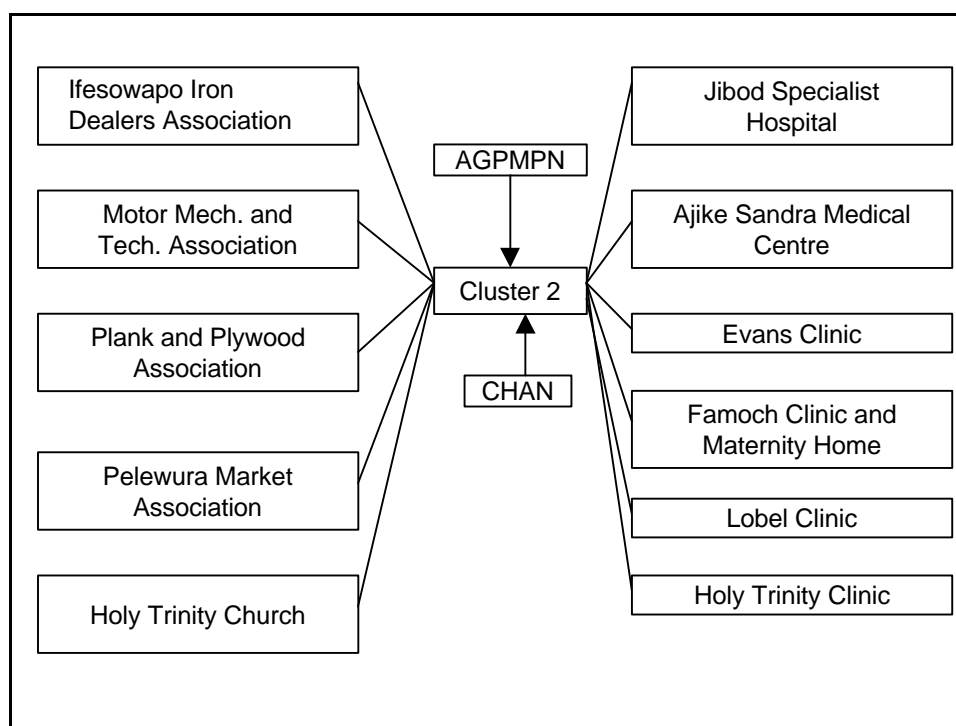 Ifesowapo Iron
Dealers Association
Motor Mech. and
Tech. Association
Plank and Plywood
Association
Pelewura Market
Association
Holy Trinity Church
AGPMPN
Cluster 2
CHAN
Jibod Specialist
Hospital
Ajike Sandra Medical
Centre
Evans Clinic
Famoch Clinic and
Maternity Home
Lobel Clinic
Holy Trinity Clinic